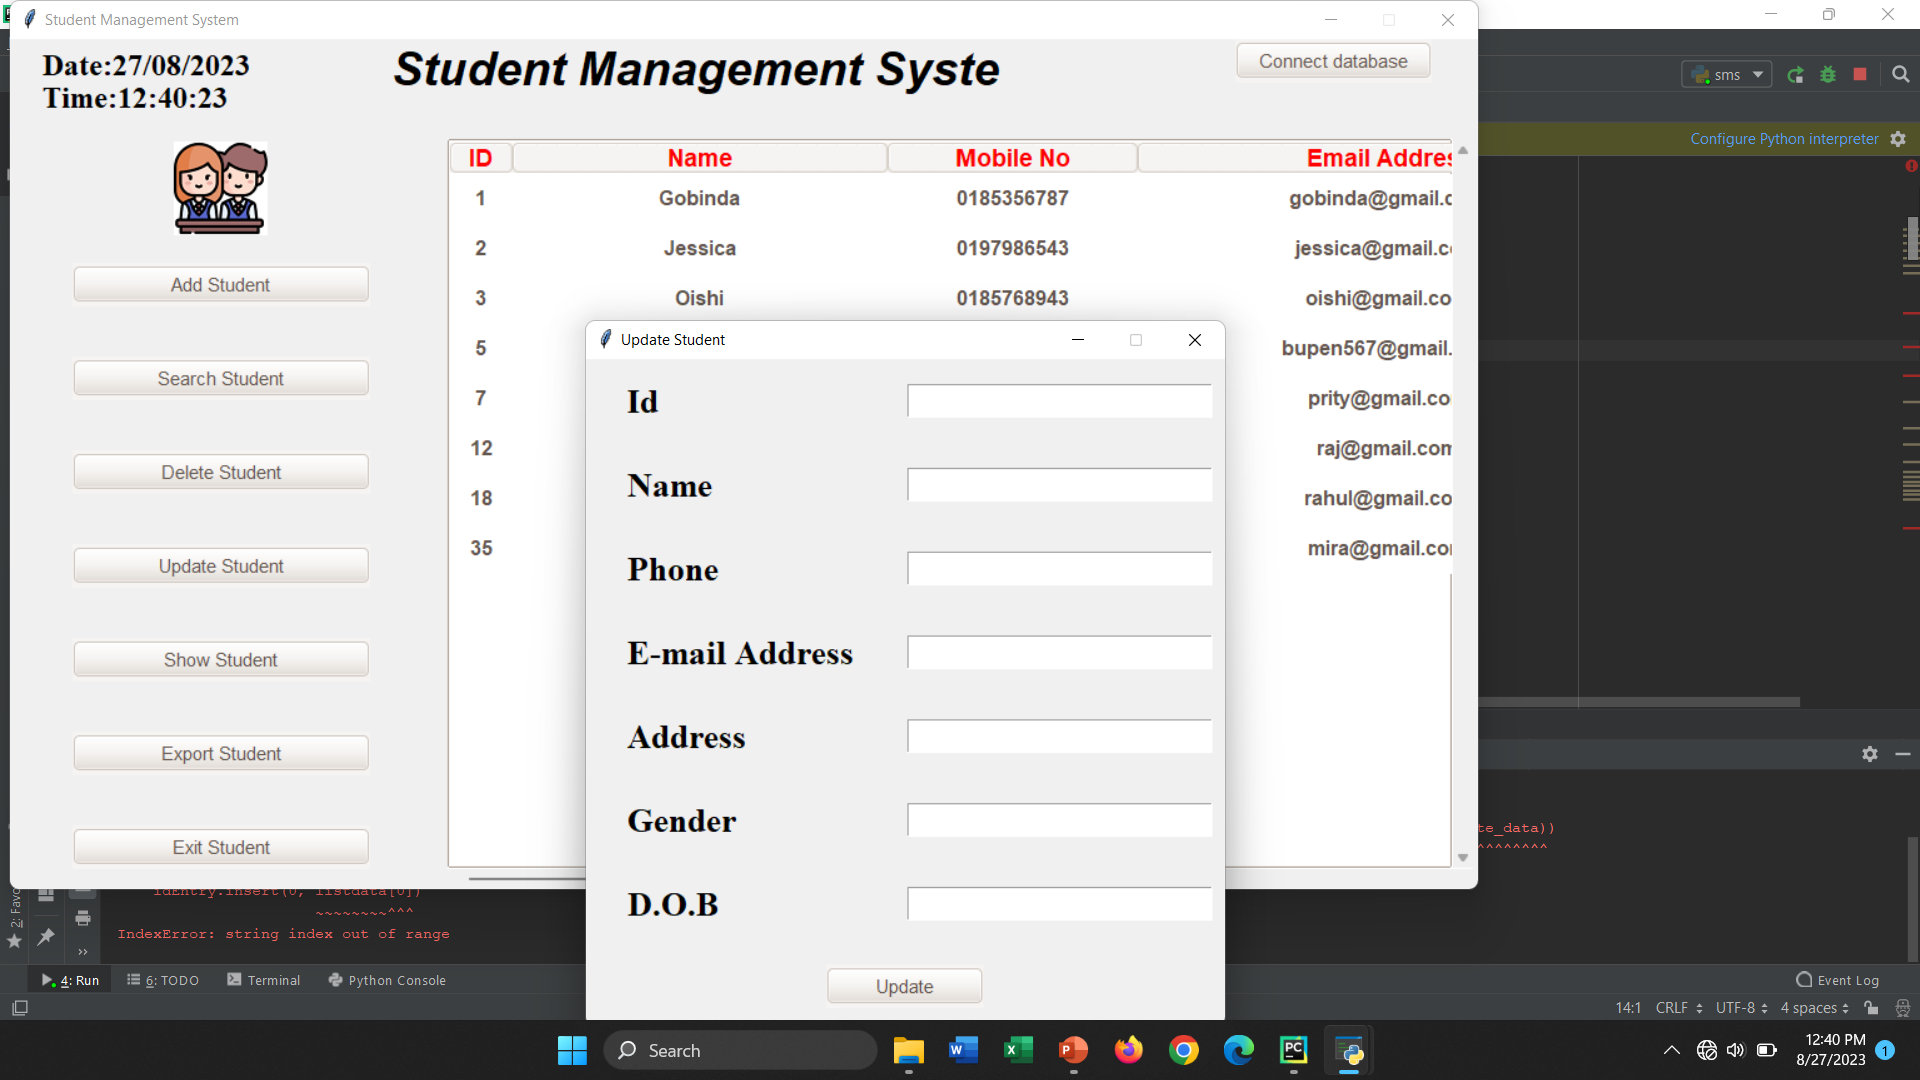 Student Management System
Date:27/08/2023
Time:12:40:23
Student Management Syste
Connect database
sms
Configure Python interpreter
ID Name Mobile No Email Addres
1 Gobinda 0185356787 gobinda@gmail.c
2 Jessica 0197986543 jessica@gmail.c
3 Oishi 0185768943 oishi@gmail.co
5 bupen567@gmail.
7 prity@gmail.co
12 raj@gmail.com
18 rahul@gmail.co
35 mira@gmail.co
Add Student
Search Student
Delete Student
Update Student
Show Student
Export Student
Exit Student
Update Student
Id
Name
Phone
E-mail Address
Address
Gender
D.O.B
Update
te_data))
^^^^^^^^
idEntry.insert(0, listdata[0])
~~~~~~~~^^^
IndexError: string index out of range
2: Favo
4: Run 6: TODO Terminal Python Console Event Log
14:1 CRLF UTF-8 4 spaces
Search
12:40 PM
8/27/2023
1